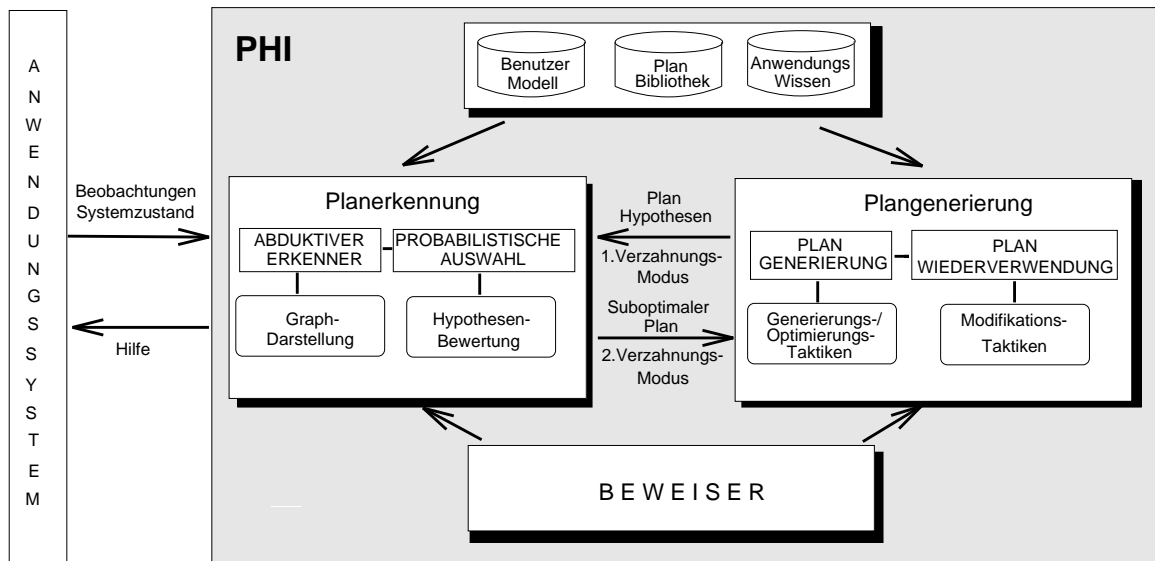 ANWENDUNGSSYSTEM
PHI
Benutzer
Modell
Plan
Bibliothek
Anwendungs
Wissen
Beobachtungen
Systemzustand
Hilfe
Planerkennung
ABDUKTIVER
ERKENNER
PROBABILISTISCHE
AUSWAHL
Graph-
Darstellung
Hypothesen-
Bewertung
Plan
Hypothesen
1.Verzahnungs-
Modus
Suboptimaler
Plan
2.Verzahnungs-
Modus
Plangenerierung
PLAN
GENERIERUNG
PLAN
WIEDERVERWENDUNG
Generierungs-/
Optimierungs-
Taktiken
Modifikations-
Taktiken
B E W E I S E R